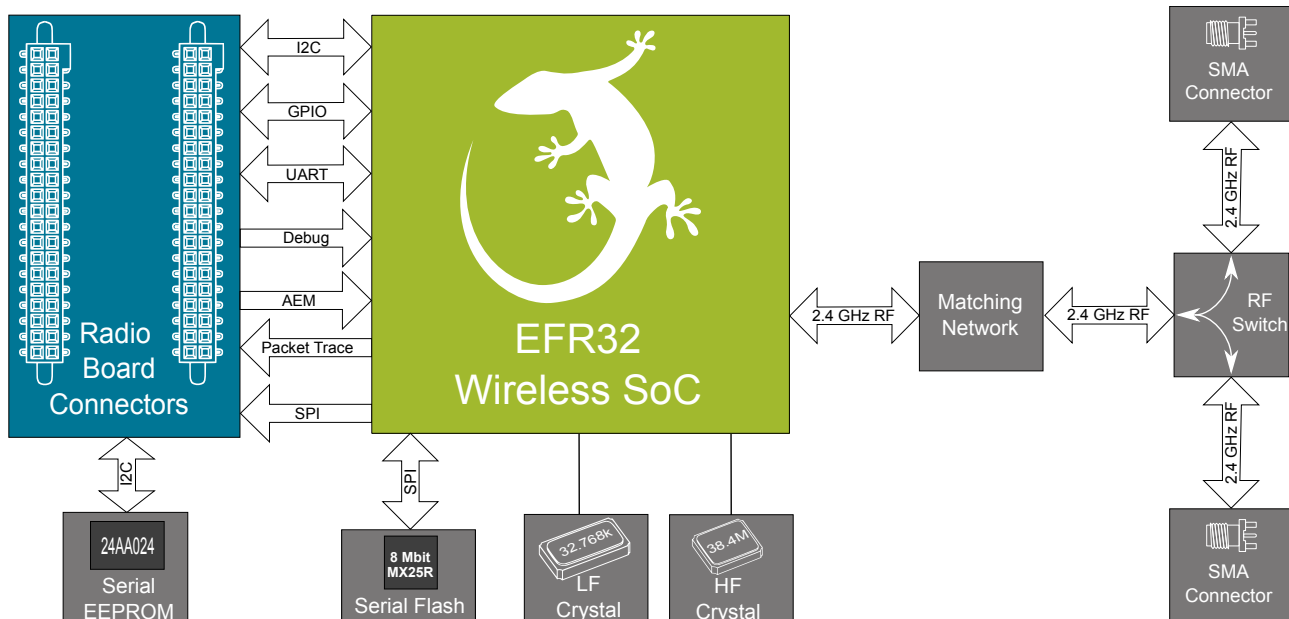 I2C
GPIO
UART
Debug
AEM
Packet Trace
SPI
Radio
Board
Connectors
EFR32
Wireless SoC
2.4 GHz RF
Matching
Network
2.4 GHz RF
RF
Switch
2.4 GHz RF
SMA
Connector
2.4 GHz RF
SMA
Connector
I2C
24AA024
Serial
EEPROM
SPI
8 Mbit
MX25R
Serial Flash
32.768k
LF
Crystal
38.4M
HF
Crystal